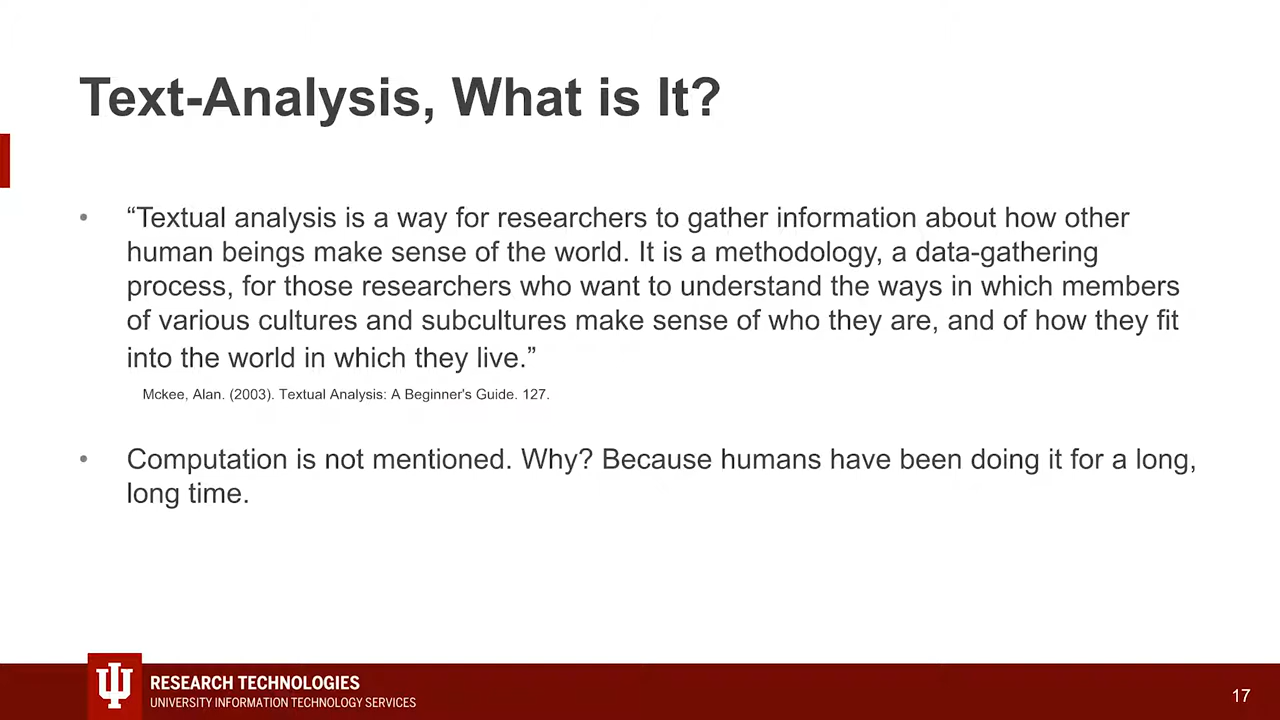 Text-Analysis, What is It?
• “Textual analysis is a way for researchers to gather information about how other
human beings make sense of the world. It is a methodology, a data-gathering
process, for those researchers who want to understand the ways in which members
of various cultures and subcultures make sense of who they are, and of how they fit
into the world in which they live.”
Mckee, Alan. (2003). Textual Analysis: A Beginner's Guide. 127.
• Computation is not mentioned. Why? Because humans have been doing it for a long,
long time.
RESEARCH TECHNOLOGIES
UNIVERSITY INFORMATION TECHNOLOGY SERVICES
17